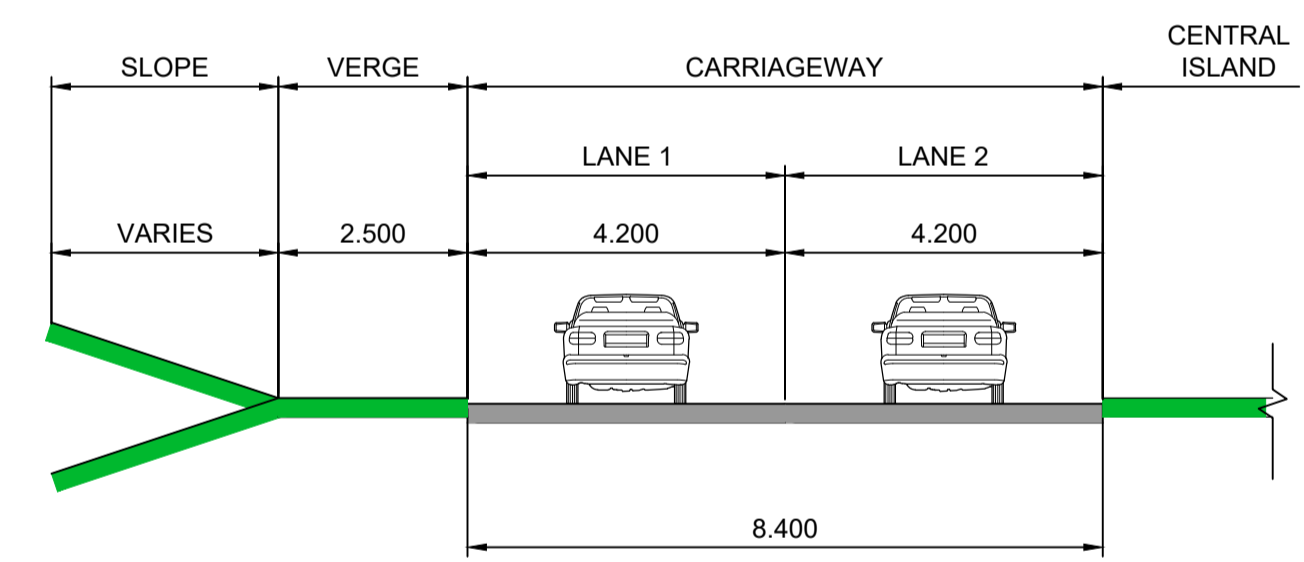 CENTRAL
ISLAND
SLOPE
VERGE
CARRIAGEWAY
LANE 1
LANE 2
VARIES
2.500
4.200
4.200
8.400